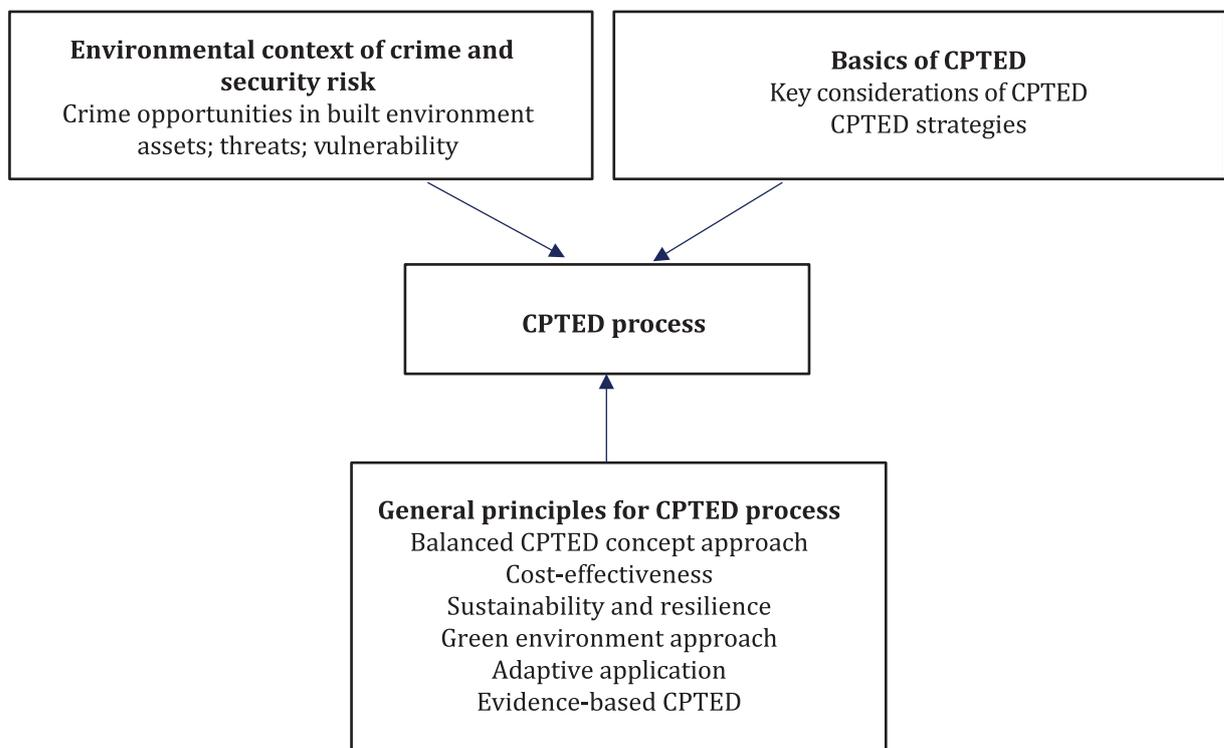 Environmental context of crime and
security risk
Crime opportunities in built environment
assets; threats; vulnerability
Basics of CPTED
Key considerations of CPTED
CPTED strategies
CPTED process
General principles for CPTED process
Balanced CPTED concept approach
Cost-effectiveness
Sustainability and resilience
Green environment approach
Adaptive application
Evidence-based CPTED